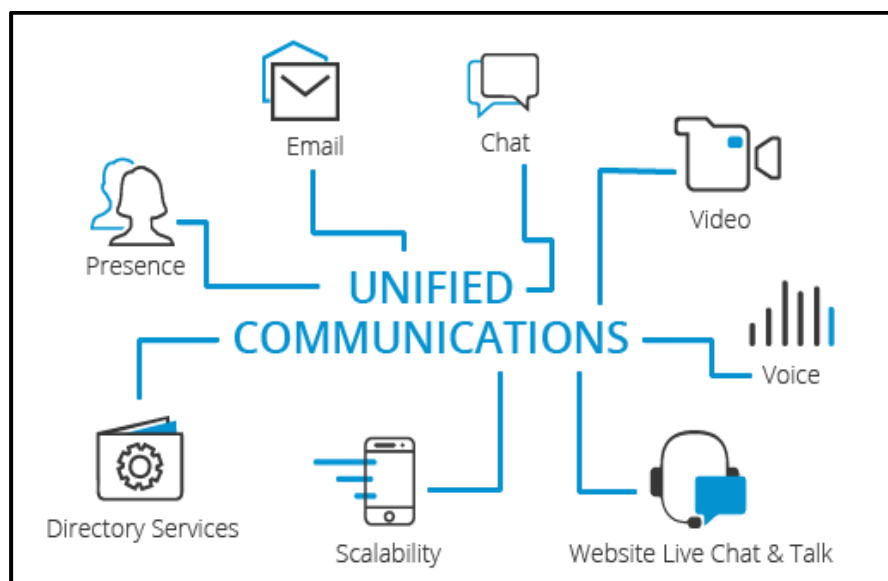 Email
Chat
Video
Presence
UNIFIED
COMMUNICATIONS
Voice
Directory Services
Scalability
Website Live Chat & Talk